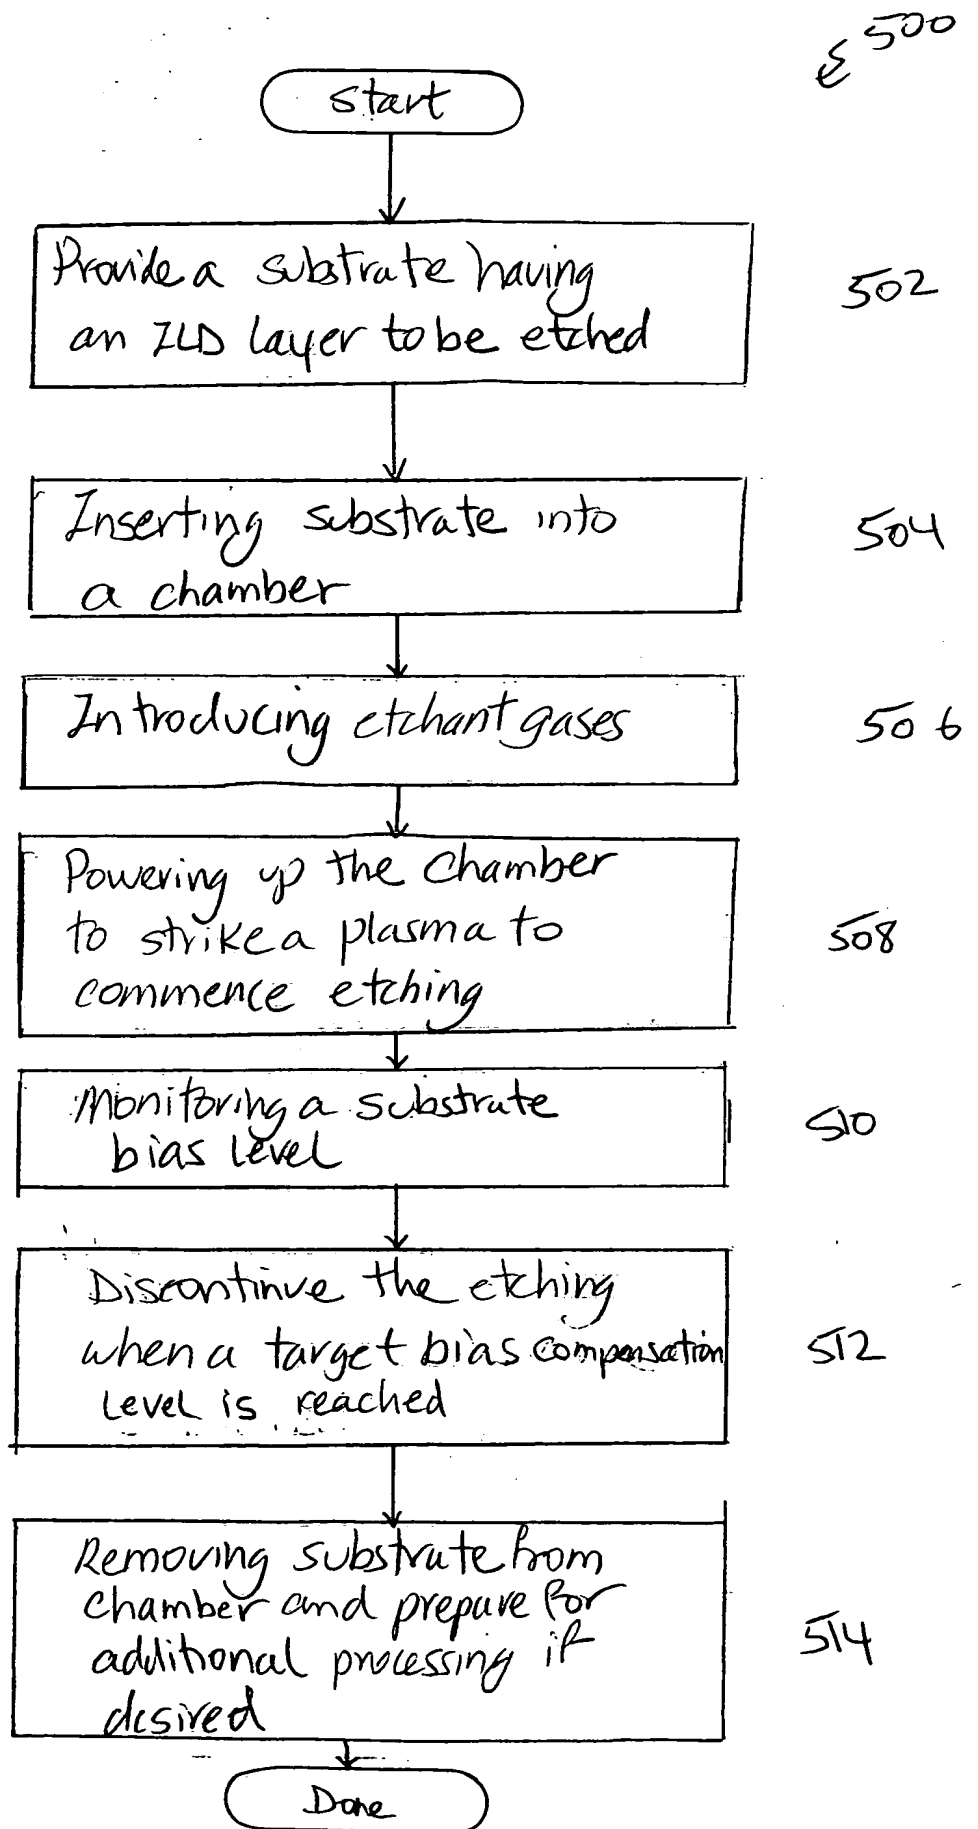 500
Start
Provide a substrate having
an ILD layer to be etched
502
Inserting substrate into
a chamber
504
Introducing etchant gases
506
Powering up the chamber
to strike a plasma to
commence etching
508
Monitoring a substrate
bias level
510
Discontinue the etching
when a target bias compensation
level is reached
512
Removing substrate from
chamber and prepare for
additional processing if
desired
514
Done